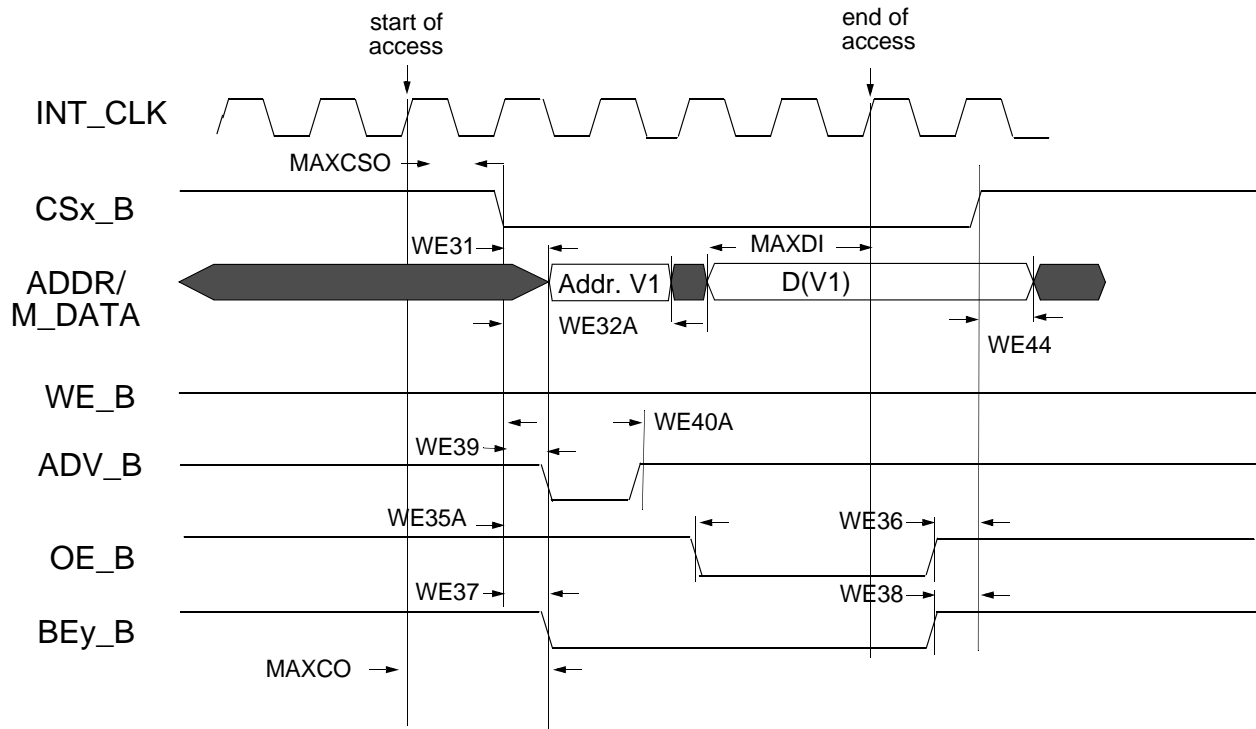 start of
access
end of
access
INT_CLK
MAXCSO
CSx_B
WE31
MAXDI
ADDR/
M_DATA
Addr. V1
D(V1)
WE32A
WE44
WE_B
WE40A
WE39
ADV_B
WE35A
WE36
OE_B
WE37
WE38
BEy_B
MAXCO